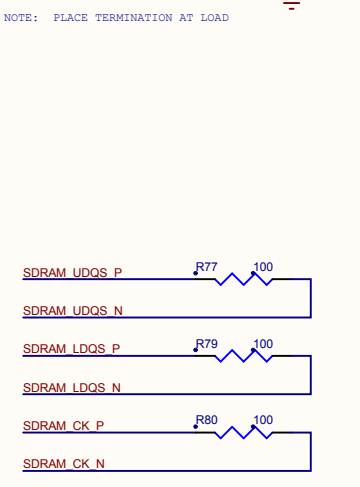 NOTE: PLACE TERMINATION AT LOAD
R77 100
SDRAM_UDQS_P
SDRAM_UDQS_N
R79 100
SDRAM_LDQS_P
SDRAM_LDQS_N
R80 100
SDRAM_CK_P
SDRAM_CK_N